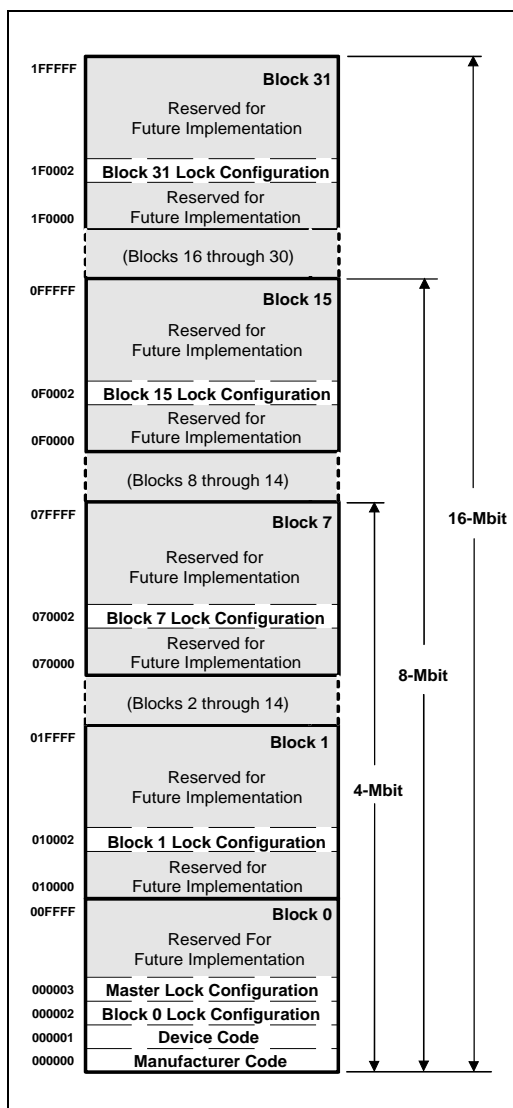 1FFFFF
Block 31
Reserved for
Future Implementation
1F0002
Block 31 Lock Configuration
Reserved for
1F0000
Future Implementation
(Blocks 16 through 30)
0FFFFF
Block 15
Reserved for
Future Implementation
0F0002
Block 15 Lock Configuration
Reserved for
0F0000
Future Implementation
(Blocks 8 through 14)
07FFFF
Block 7
16-Mbit
Reserved for
Future Implementation
070002
Block 7 Lock Configuration
Reserved for
070000
Future Implementation
8-Mbit
(Blocks 2 through 14)
01FFFF
Block 1
Reserved for
Future Implementation
4-Mbit
010002
Block 1 Lock Configuration
Reserved for
010000
Future Implementation
00FFFF
Block 0
Reserved For
Future Implementation
000003
Master Lock Configuration
000002
Block 0 Lock Configuration
000001
Device Code
000000
Manufacturer Code